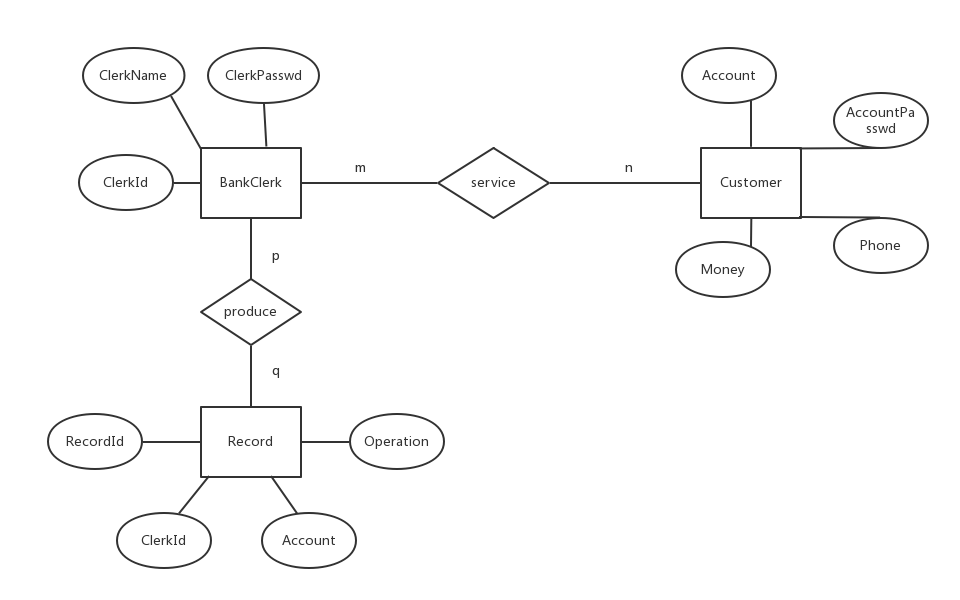 ClerkName
ClerkPasswd
Account
AccountPa
sswd
ClerkId
BankClerk
m
service
n
Customer
p
Phone
Money
produce
q
RecordId
Record
Operation
ClerkId
Account